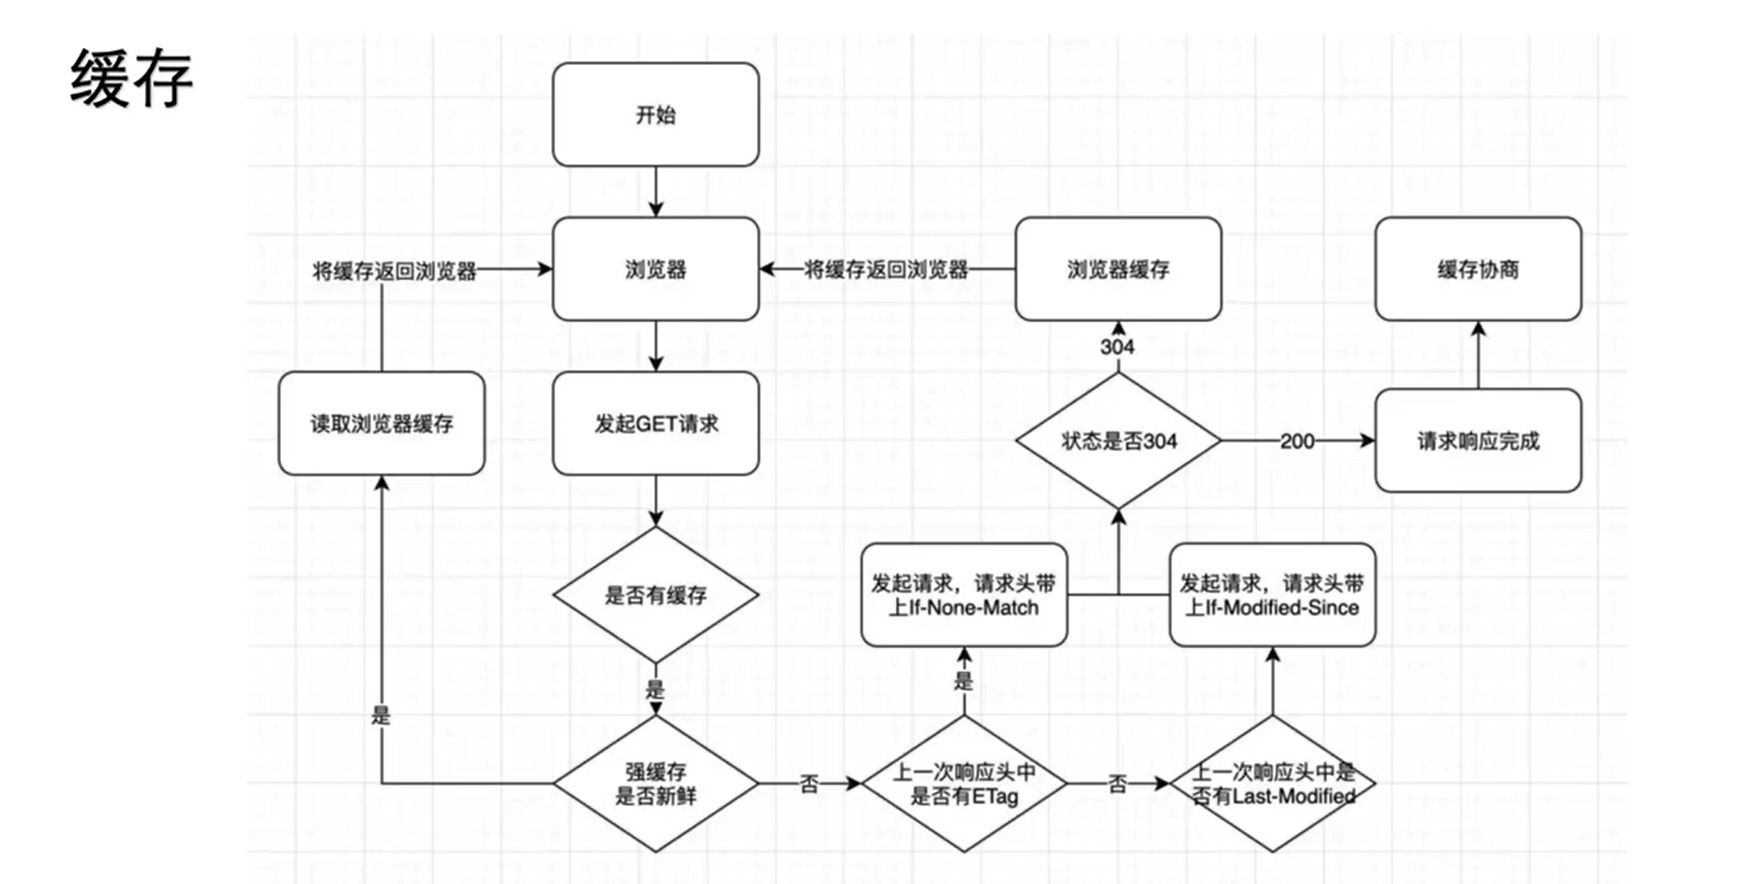 缓存
开始
将缓存返回浏览器
浏览器
将缓存返回浏览器
浏览器缓存
缓存协商
304
读取浏览器缓存
发起GET请求
状态是否304
200
请求响应完成
是否有缓存
发起请求，请求头带
上If-None-Match
发起请求，请求头带
上If-Modified-Since
是
是
是
强缓存
是否新鲜
否
上一次响应头中
是否有ETag
否
上一次响应头中是
否有Last-Modified